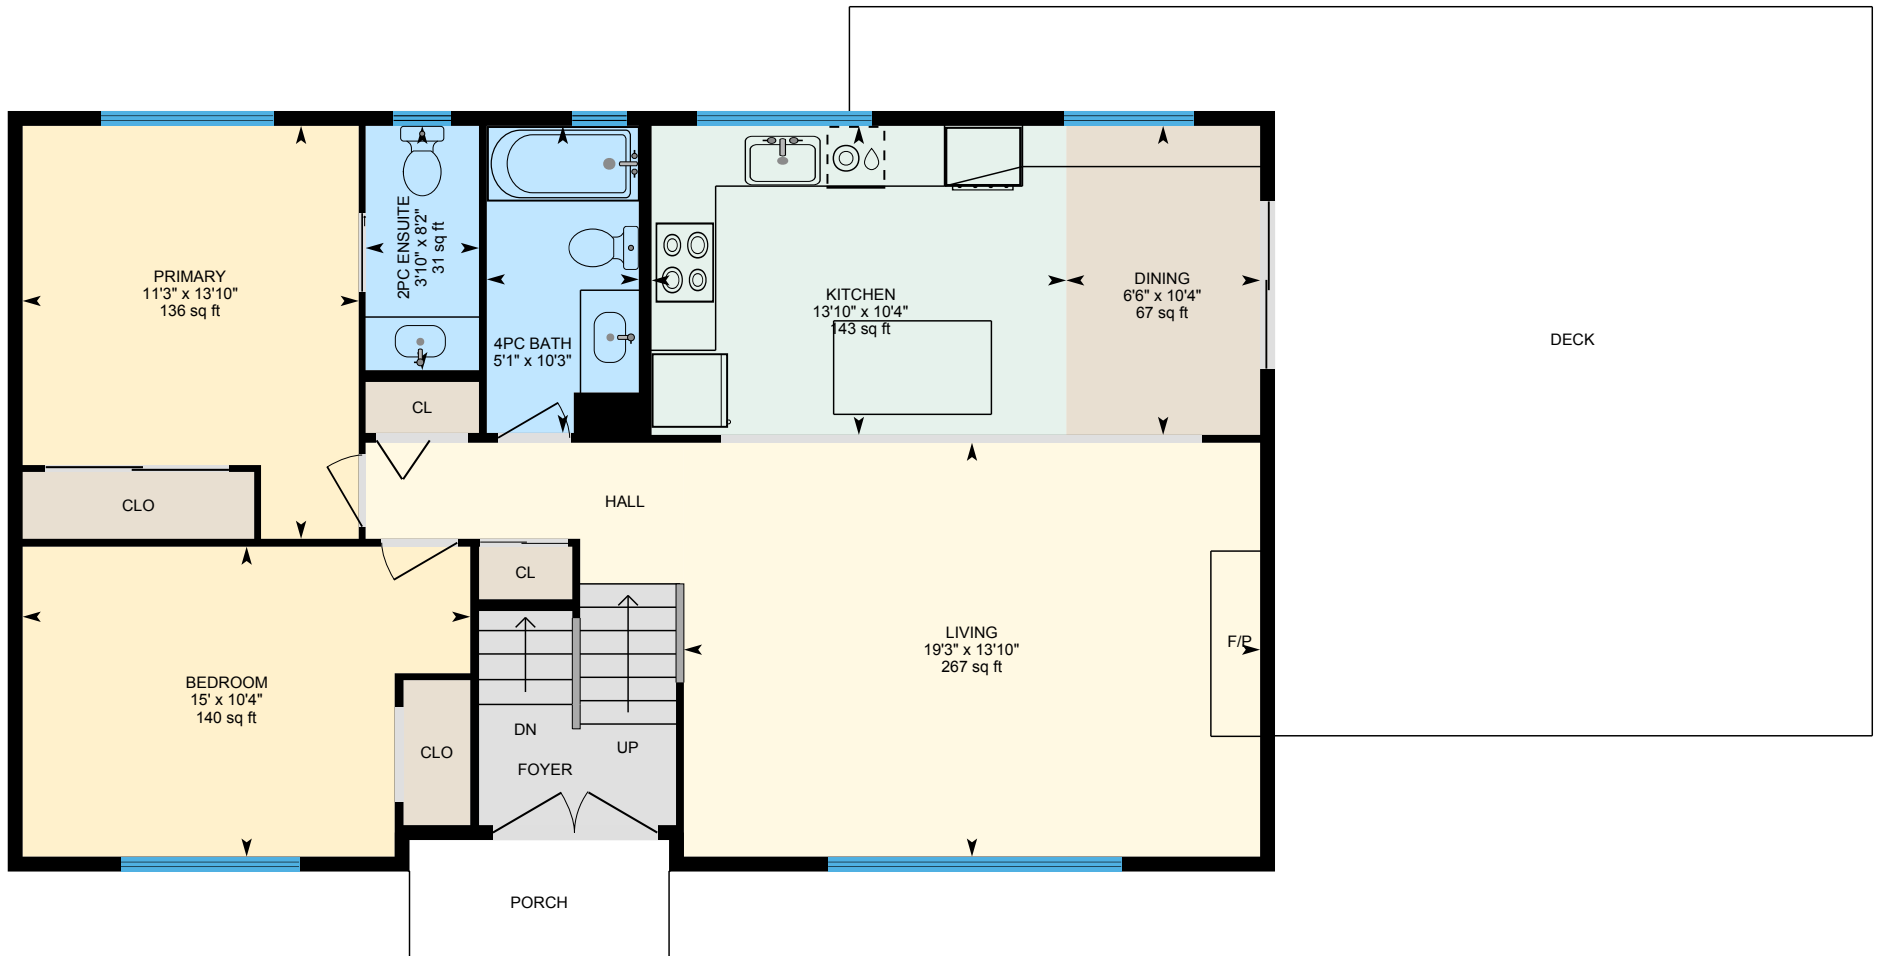 PRIMARY
11'3" x 13'10"
136 sq ft
2PC ENSUITE
3'10" x 8'2"
31 sq ft
4PC BATH
5'1" x 10'3"
KITCHEN
13'10" x 10'4"
143 sq ft
DINING
6'6" x 10'4"
67 sq ft
DECK
CL
CLO
HALL
CL
BEDROOM
15' x 10'4"
140 sq ft
CLO
DN
UP
FOYER
LIVING
19'3" x 13'10"
267 sq ft
F/P
PORCH